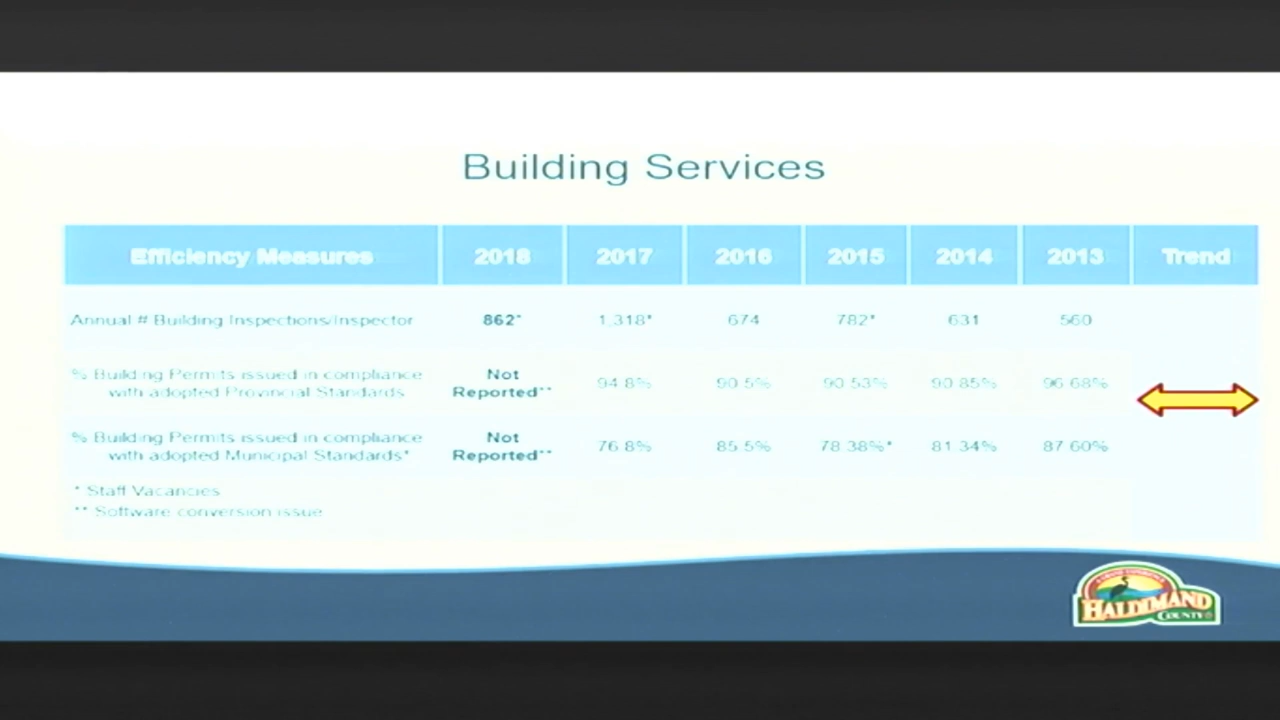 Building Services
Efficiency Measures 2018 2017 2016 2015 2014 2013 Trend
Annual # Building Inspections/Inspector 862* 1,318* 674 782* 631 560
% Building Permits issued in compliance
with adopted Provincial Standards
Not
Reported**
94.8% 90.5% 90.53% 90.85% 96.68%
% Building Permits issued in compliance
with adopted Municipal Standards*
Not
Reported**
76.8% 85.5% 78.38%* 81.34% 87.60%
* Staff Vacancies
** Software conversion issue
HALDIMAND
COUNTY